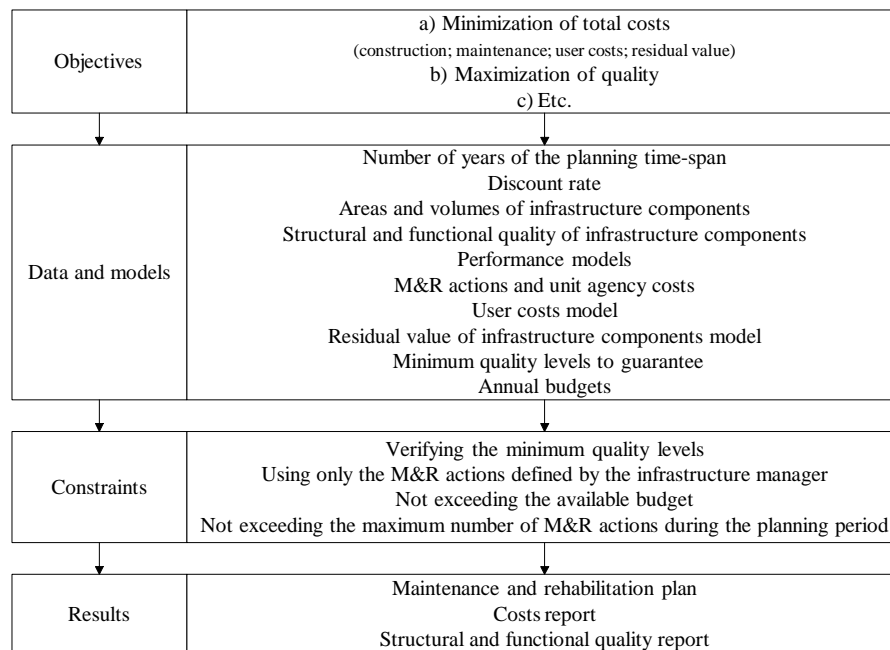 Objectives
a) Minimization of total costs
(construction; maintenance; user costs; residual value)
b) Maximization of quality
c) Etc.
Data and models
Number of years of the planning time-span
Discount rate
Areas and volumes of infrastructure components
Structural and functional quality of infrastructure components
Performance models
M&R actions and unit agency costs
User costs model
Residual value of infrastructure components model
Minimum quality levels to guarantee
Annual budgets
Constraints
Verifying the minimum quality levels
Using only the M&R actions defined by the infrastructure manager
Not exceeding the available budget
Not exceeding the maximum number of M&R actions during the planning period
Results
Maintenance and rehabilitation plan
Costs report
Structural and functional quality report